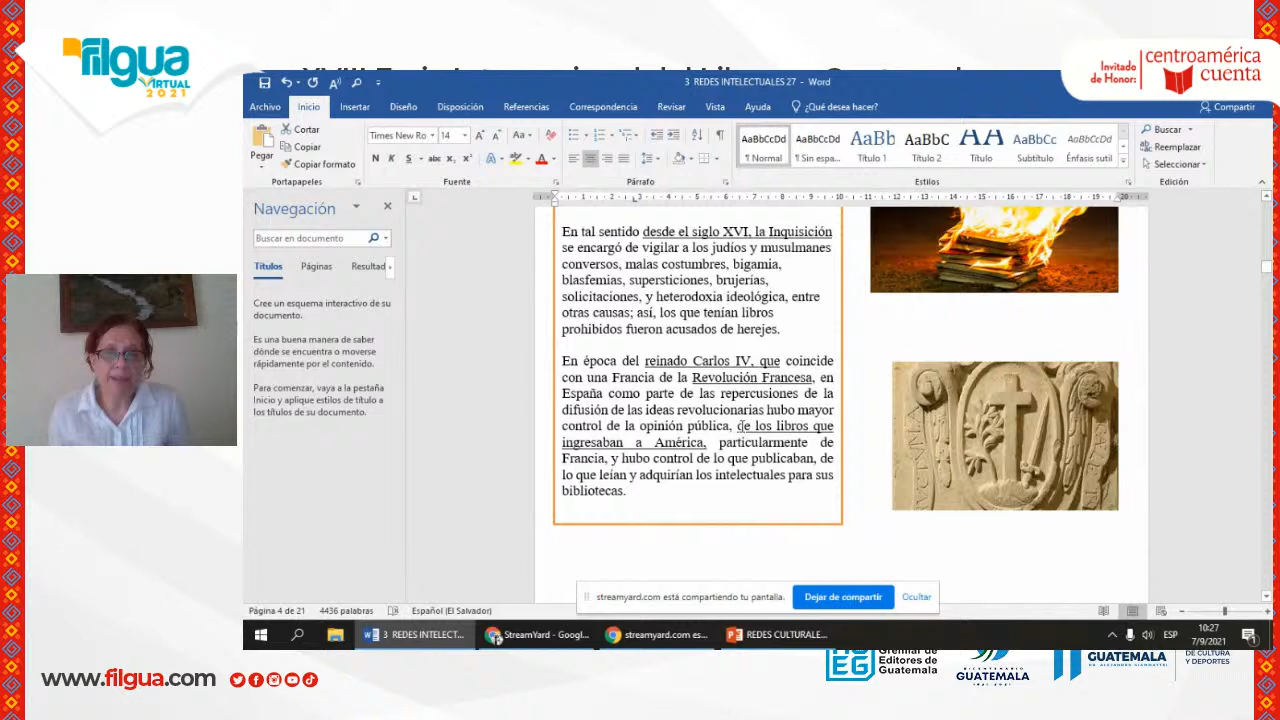 filgua
VIRTUAL
2021
Invitado
de Honor:
centroamérica
cuenta
3 REDES INTELECTUALES 27 - Word
Archivo Inicio Insertar Diseño Disposición Referencias Correspondencia Revisar Vista Ayuda ¿Qué desea hacer? Compartir
Pegar
Cortar
Copiar
Copiar formato
Portapapeles
Times New Ro 14
N K S abc x₂ x²
Fuente
Párrafo
AaBbCcDd AaBbCcDd AaBb AaBbC AA AaBbCc AaBbCcDd
¶ Normal ¶ Sin espa... Título 1 Título 2 Título Subtítulo Énfasis sutil
Estilos
Buscar
Reemplazar
Seleccionar
Edición
Navegación
Buscar en documento
Títulos Páginas Resultad
Cree un esquema interactivo de su
documento.
Es una buena manera de saber
dónde se encuentra o moverse
rápidamente por el contenido.
Para comenzar, vaya a la pestaña
Inicio y aplique estilos de título a
los títulos de su documento.
En tal sentido desde el siglo XVI, la Inquisición
se encargó de vigilar a los judíos y musulmanes
conversos, malas costumbres, bigamia,
blasfemias, supersticiones, brujerías,
solicitaciones, y heterodoxia ideológica, entre
otras causas; así, los que tenían libros
prohibidos fueron acusados de herejes.
En época del reinado Carlos IV, que coincide
con una Francia de la Revolución Francesa, en
España como parte de las repercusiones de la
difusión de las ideas revolucionarias hubo mayor
control de la opinión pública, de los libros que
ingresaban a América, particularmente de
Francia, y hubo control de lo que publicaban, de
lo que leían y adquirían los intelectuales para sus
bibliotecas.
streamyard.com está compartiendo tu pantalla. Dejar de compartir Ocultar
Página 4 de 21 4436 palabras Español (El Salvador)
3 REDES INTELECT... StreamYard - Googl... streamyard.com es... REDES CULTURALE...
ESP
10:27
7/9/2021
www.filgua.com
Gremial de
Editores de
Guatemala
BICENTENARIO
GUATEMALA
GUATEMALA
DE CULTURA
Y DEPORTES